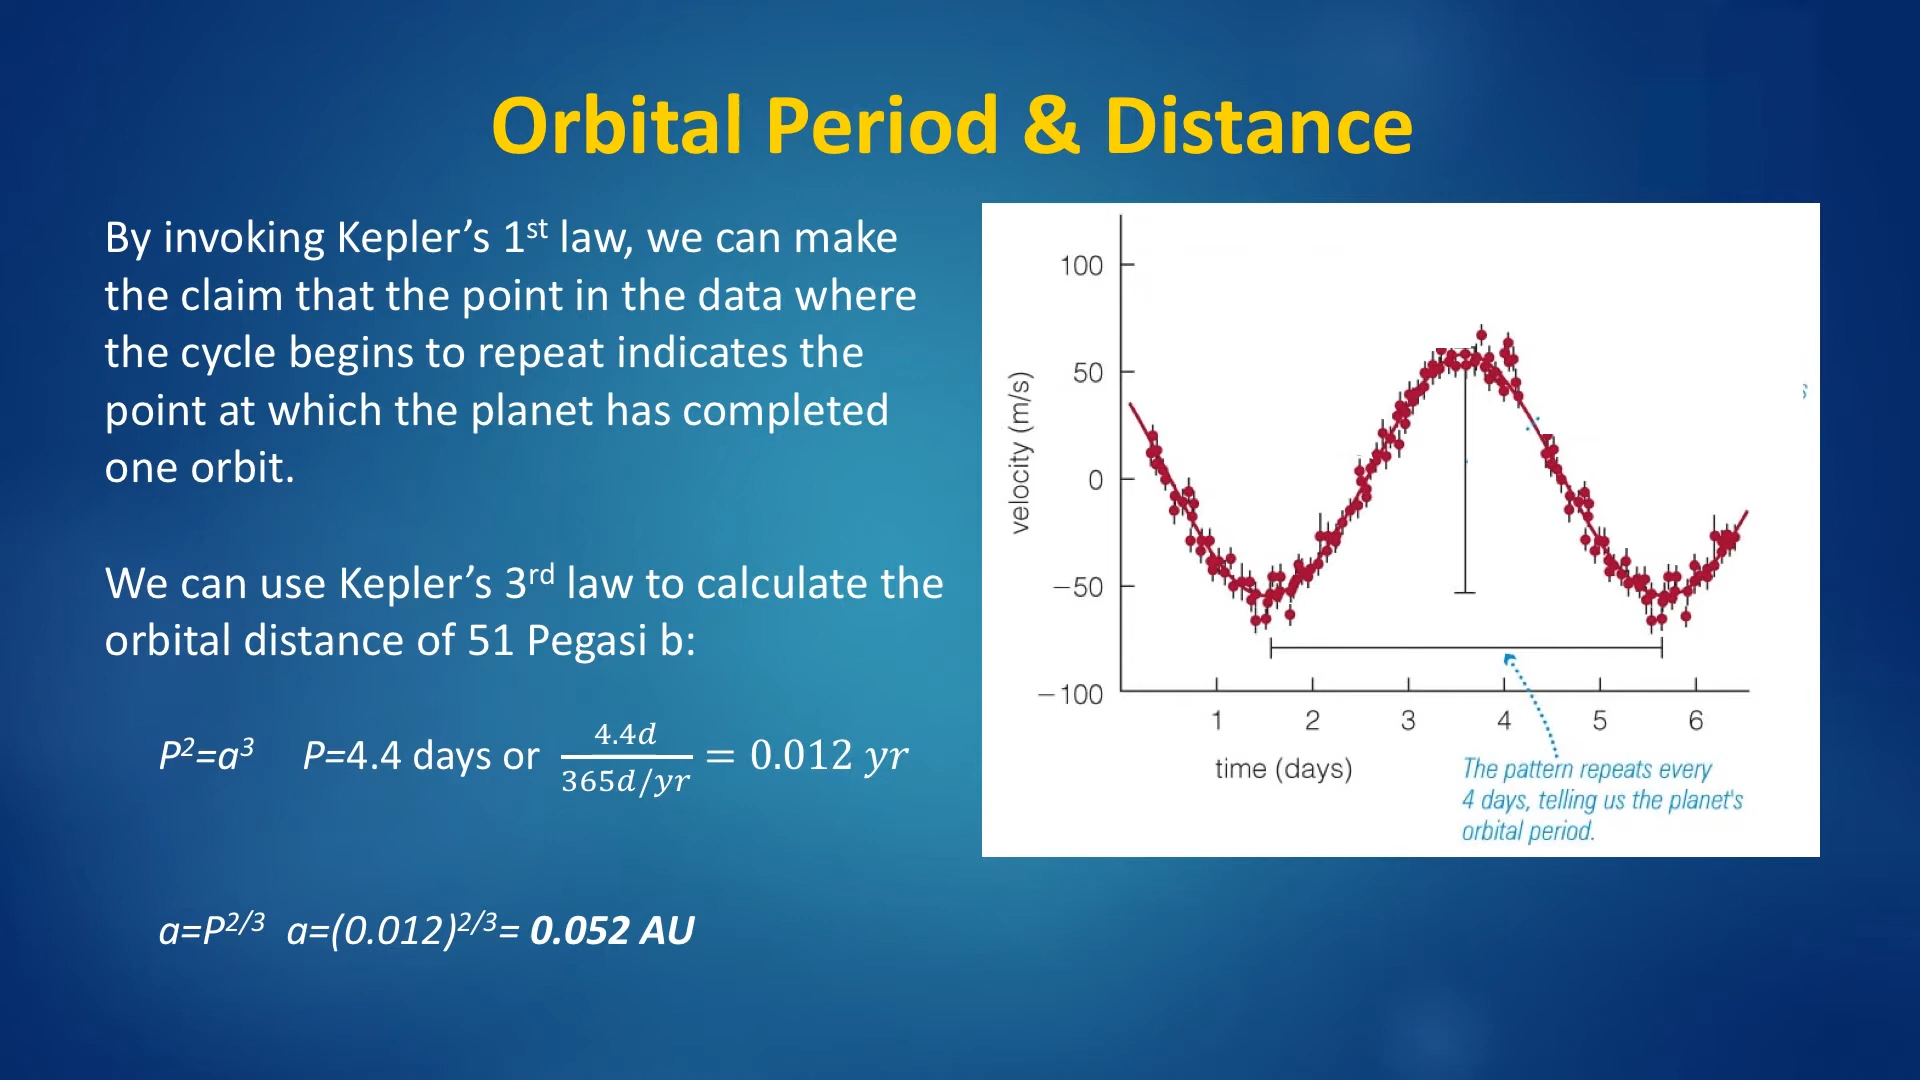 Orbital Period & Distance
By invoking Kepler’s 1st law, we can make
the claim that the point in the data where
the cycle begins to repeat indicates the
point at which the planet has completed
one orbit.
We can use Kepler’s 3rd law to calculate the
orbital distance of 51 Pegasi b:
P²=a³ P=4.4 days or 4.4d/365d/yr = 0.012 yr
a=P2/3 a=(0.012)2/3= 0.052 AU
velocity (m/s)
100
50
0
−50
−100
1 2 3 4 5 6
time (days)
The pattern repeats every
4 days, telling us the planet's
orbital period.